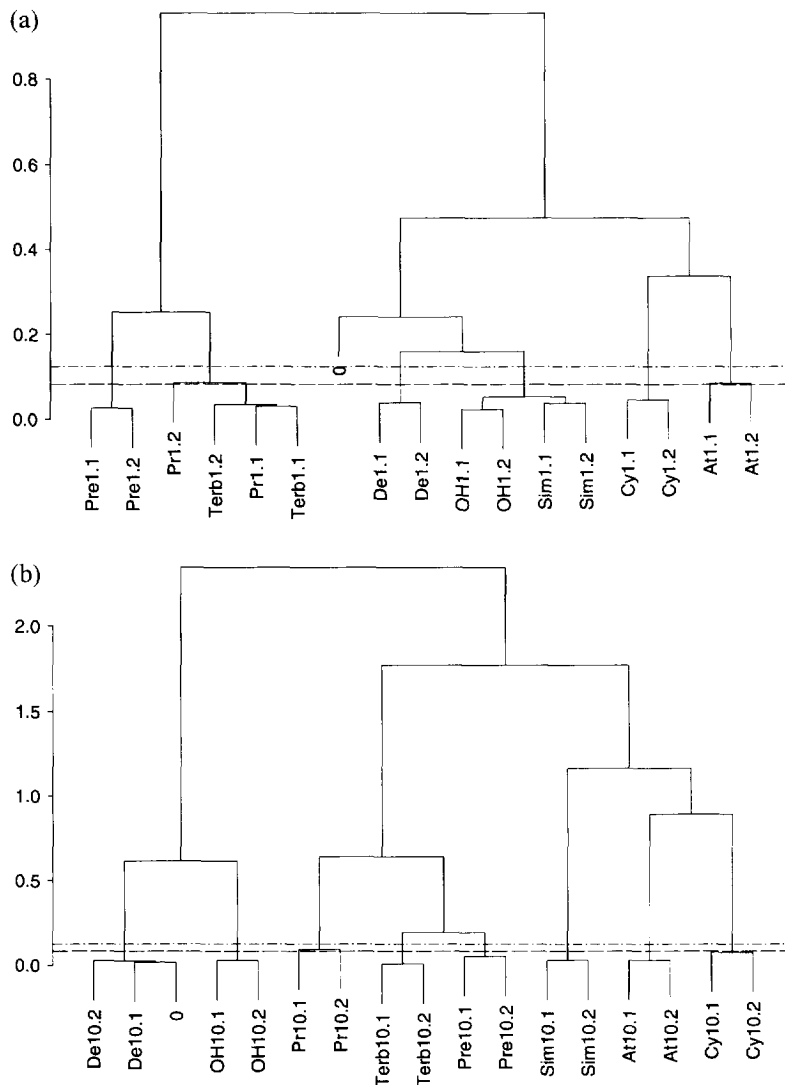 (a)
0.8
0.6
0.4
0.2
0.0
0
Pre1.1
Pre1.2
Pr1.2
Terb1.2
Pr1.1
Terb1.1
De1.1
De1.2
OH1.1
OH1.2
Sim1.1
Sim1.2
Cy1.1
Cy1.2
At1.1
At1.2
(b)
2.0
1.5
1.0
0.5
0.0
De10.2
De10.1
0
OH10.1
OH10.2
Pr10.1
Pr10.2
Terb10.1
Terb10.2
Pre10.1
Pre10.2
Sim10.1
Sim10.2
At10.1
At10.2
Cy10.1
Cy10.2